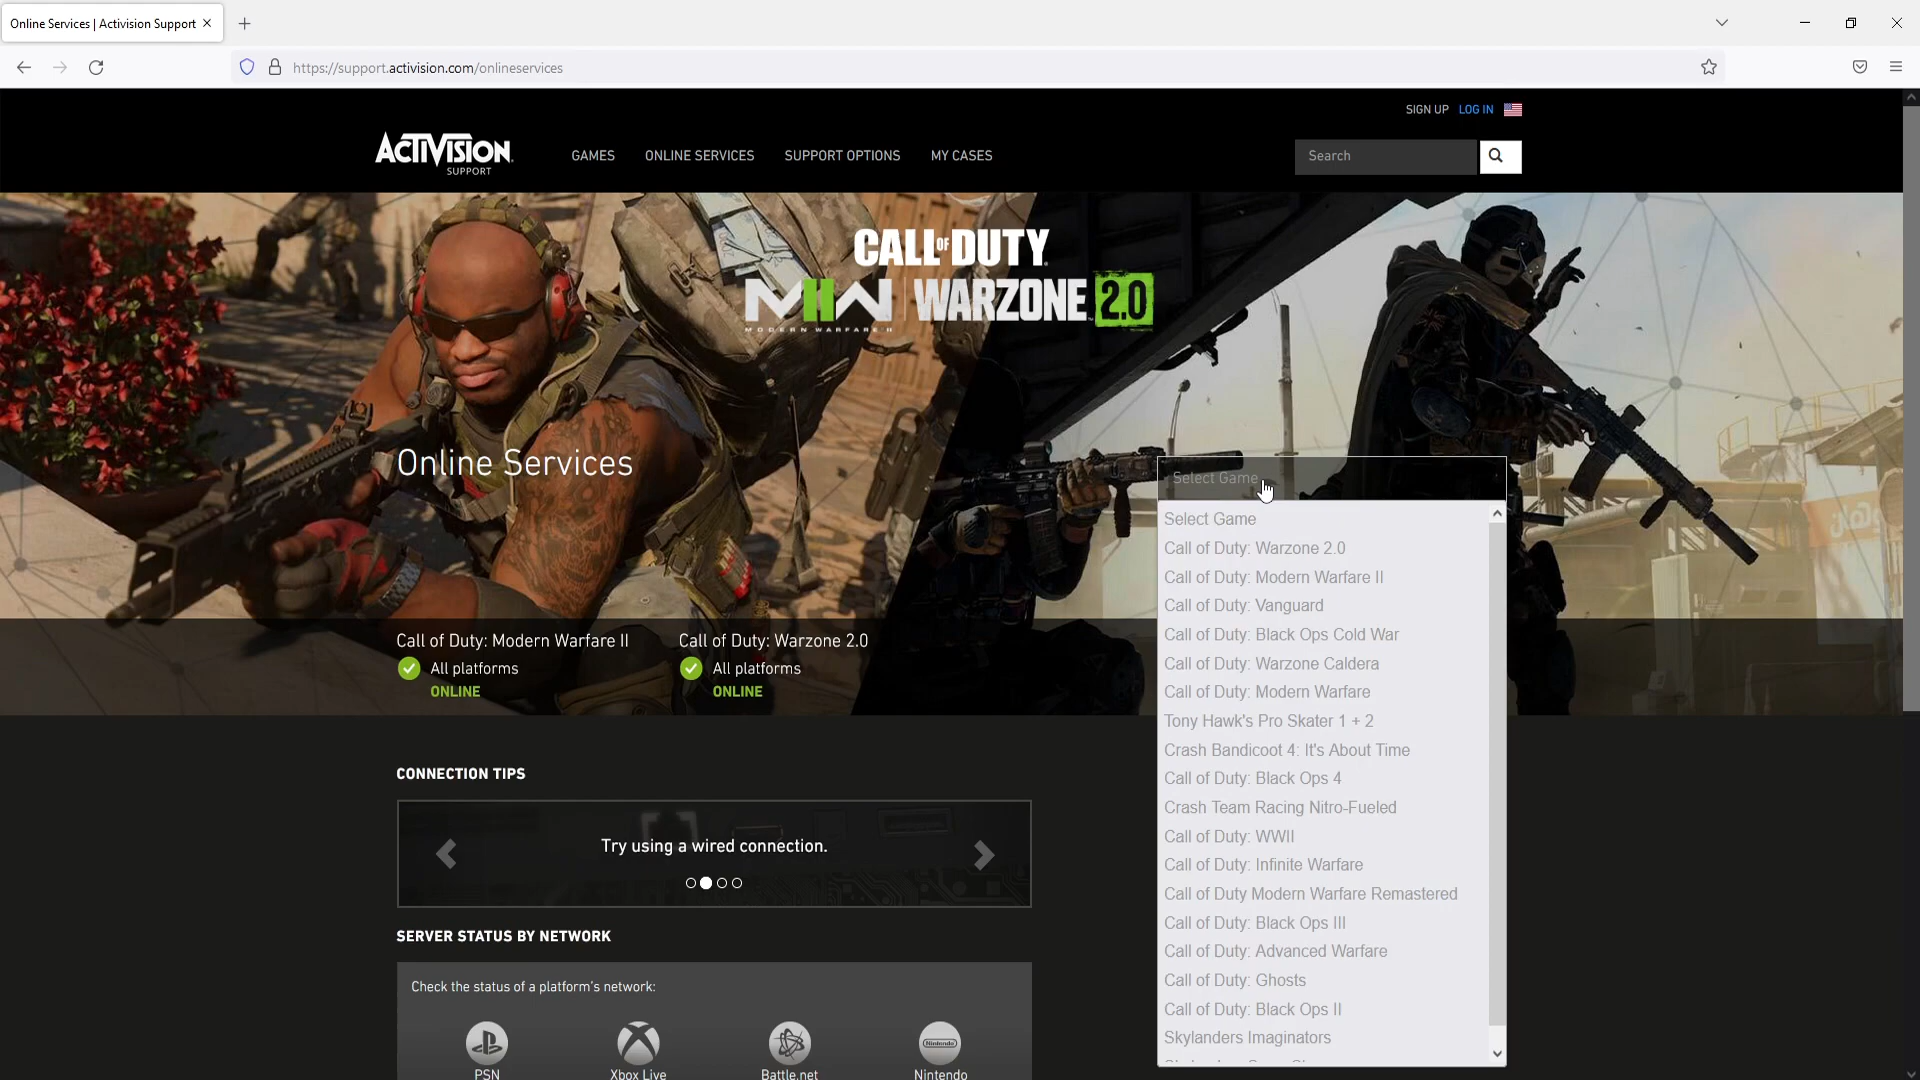 Online Services | Activision Support
https://support.activision.com/onlineservices
SIGN UP LOG IN
ACTIVISION
SUPPORT
GAMES ONLINE SERVICES SUPPORT OPTIONS MY CASES
Search
CALL OF DUTY
MWII WARZONE 2.0
MODERN WARFARE II
Online Services
Select Game
Select Game
Call of Duty: Warzone 2.0
Call of Duty: Modern Warfare II
Call of Duty: Vanguard
Call of Duty: Black Ops Cold War
Call of Duty: Warzone Caldera
Call of Duty: Modern Warfare
Tony Hawk's Pro Skater 1 + 2
Crash Bandicoot 4: It's About Time
Call of Duty: Black Ops 4
Crash Team Racing Nitro-Fueled
Call of Duty: WWII
Call of Duty: Infinite Warfare
Call of Duty Modern Warfare Remastered
Call of Duty: Black Ops III
Call of Duty: Advanced Warfare
Call of Duty: Ghosts
Call of Duty: Black Ops II
Skylanders Imaginators
Call of Duty: Modern Warfare II
All platforms
ONLINE
Call of Duty: Warzone 2.0
All platforms
ONLINE
CONNECTION TIPS
Try using a wired connection.
SERVER STATUS BY NETWORK
Check the status of a platform's network:
PSN
Xbox Live
Battle.net
Nintendo